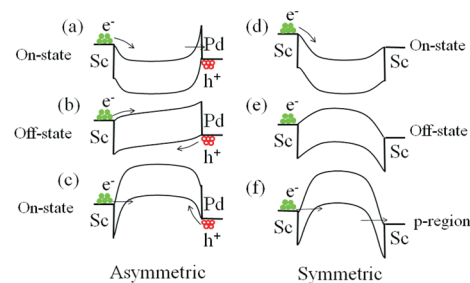 (a)
e-
On-state
Sc
Pd
h+
(b)
e-
Off-state
Sc
Pd
h+
(c)
e-
On-state
Sc
Pd
h+
Asymmetric
(d)
e-
Sc
Sc
On-state
(e)
e-
Sc
Sc
Off-state
(f)
e-
Sc
Sc
p-region
Symmetric